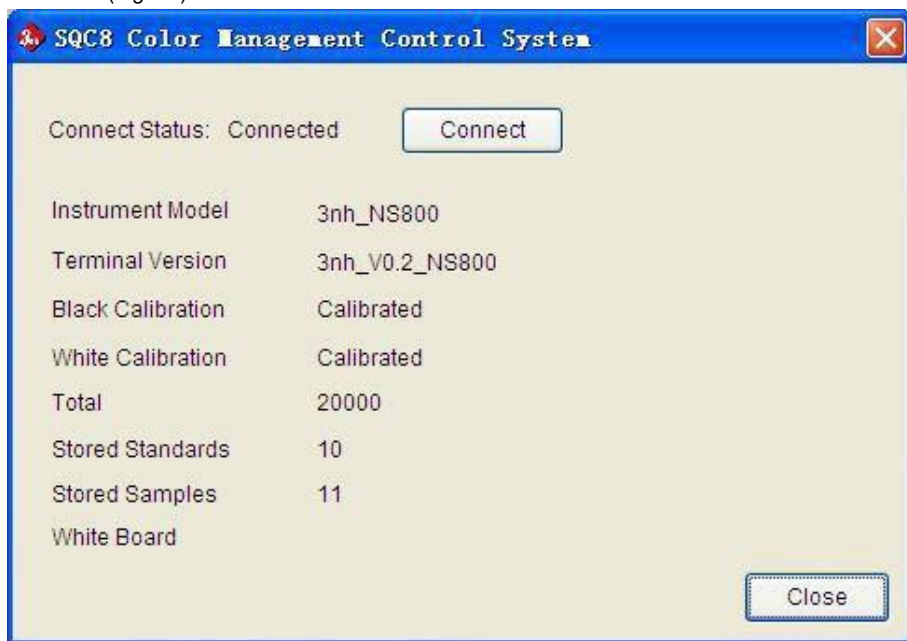 SQC8 Color Management Control System
Connect Status: Connected Connect
Instrument Model 3nh_NS800
Terminal Version 3nh_V0.2_NS800
Black Calibration Calibrated
White Calibration Calibrated
Total 20000
Stored Standards 10
Stored Samples 11
White Board
Close